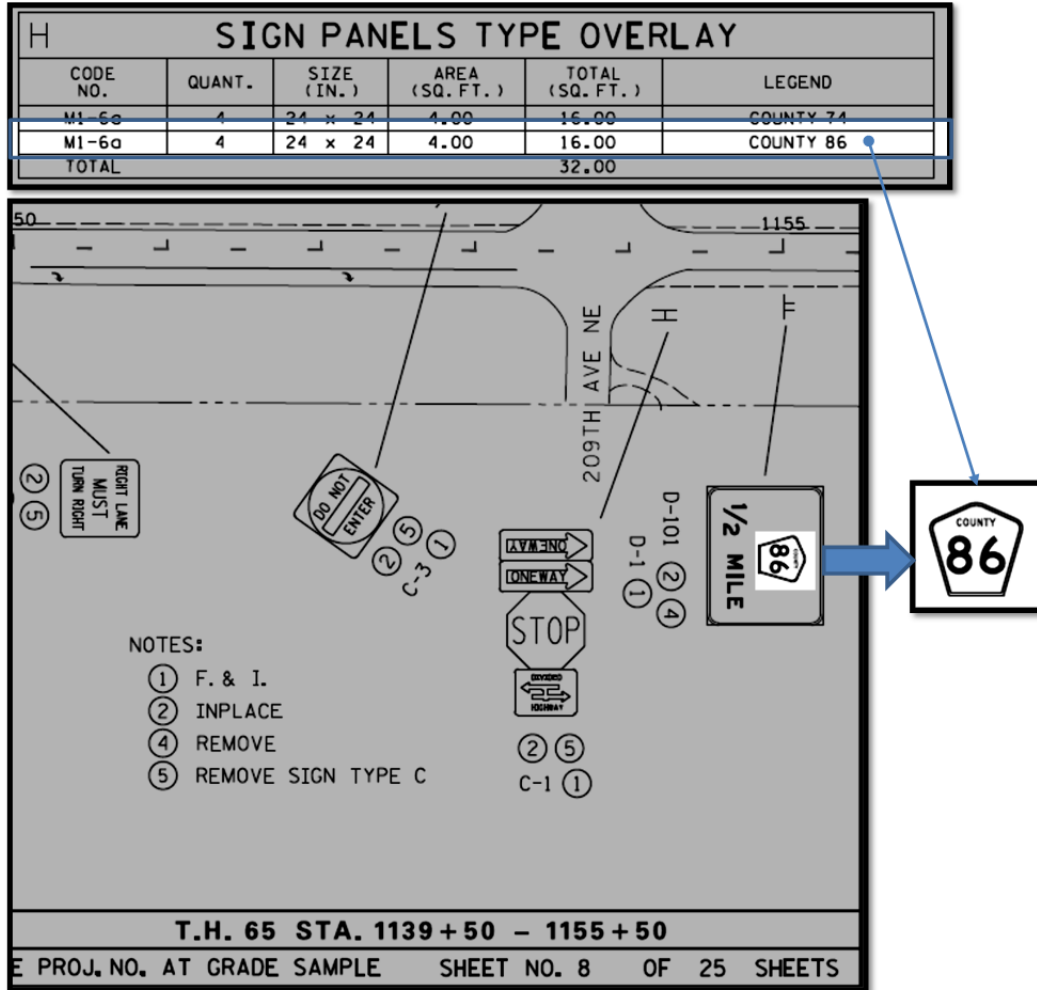 H SIGN PANELS TYPE OVERLAY
CODE NO. QUANT. SIZE (IN.) AREA (SQ.FT.) TOTAL (SQ.FT.) LEGEND
M1-6a 4 24 x 24 4.00 16.00 COUNTY 74
M1-6a 4 24 x 24 4.00 16.00 COUNTY 86
TOTAL 32.00
50
1155
209TH AVE NE
RIGHT LANE
MUST
TURN RIGHT
2 5
DO NOT
ENTER
2 5
C-3 1
ONEWAY
ONEWAY
STOP
DIVIDED
HIGHWAY
2 5
C-1 1
D-101 2 4
D-1 1
1/2 MILE
86
COUNTY
86
NOTES:
1 F. & I.
2 INPLACE
4 REMOVE
5 REMOVE SIGN TYPE C
T.H. 65 STA. 1139+50 - 1155+50
E PROJ. NO. AT GRADE SAMPLE SHEET NO. 8 OF 25 SHEETS